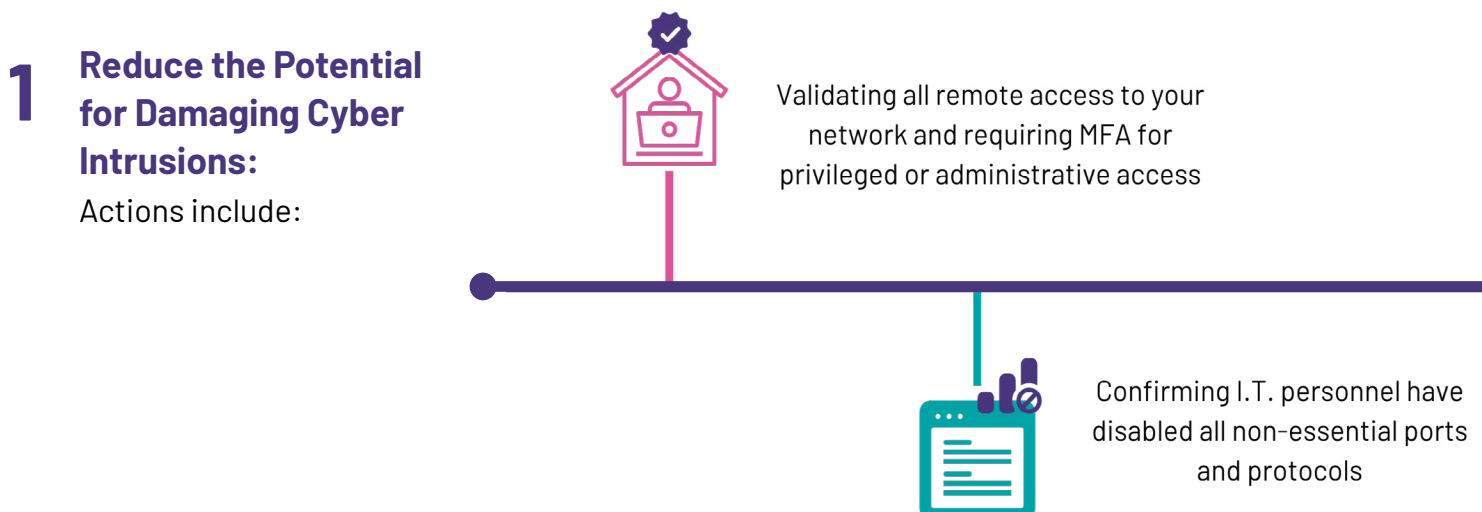 1
Reduce the Potential
for Damaging Cyber
Intrusions:
Actions include:
Validating all remote access to your
network and requiring MFA for
privileged or administrative access
Confirming I.T. personnel have
disabled all non-essential ports
and protocols